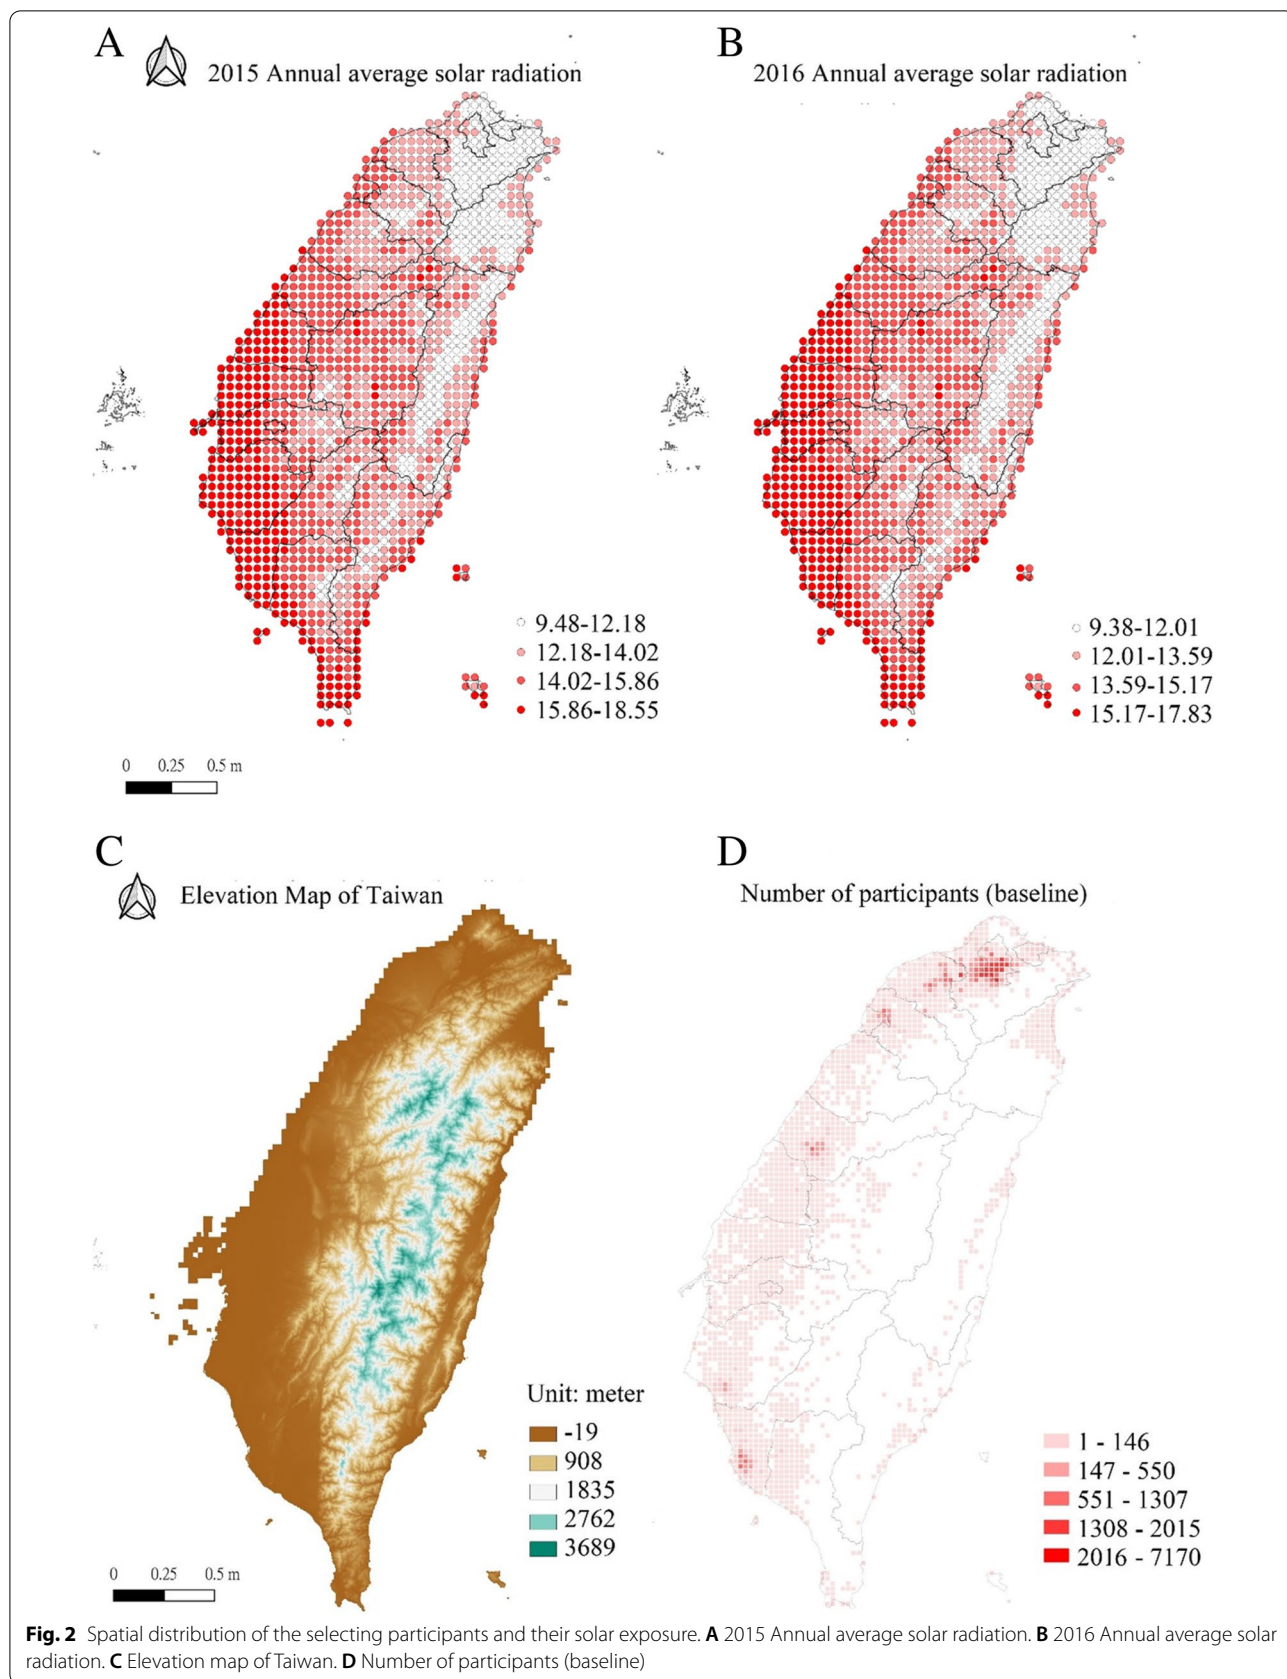 A
2015 Annual average solar radiation
9.48-12.18
12.18-14.02
14.02-15.86
15.86-18.55
0 0.25 0.5 m
B
2016 Annual average solar radiation
9.38-12.01
12.01-13.59
13.59-15.17
15.17-17.83
C
Elevation Map of Taiwan
Unit: meter
-19
908
1835
2762
3689
0 0.25 0.5 m
D
Number of participants (baseline)
1 - 146
147 - 550
551 - 1307
1308 - 2015
2016 - 7170
Fig. 2 Spatial distribution of the selecting participants and their solar exposure. A 2015 Annual average solar radiation. B 2016 Annual average solar
radiation. C Elevation map of Taiwan. D Number of participants (baseline)